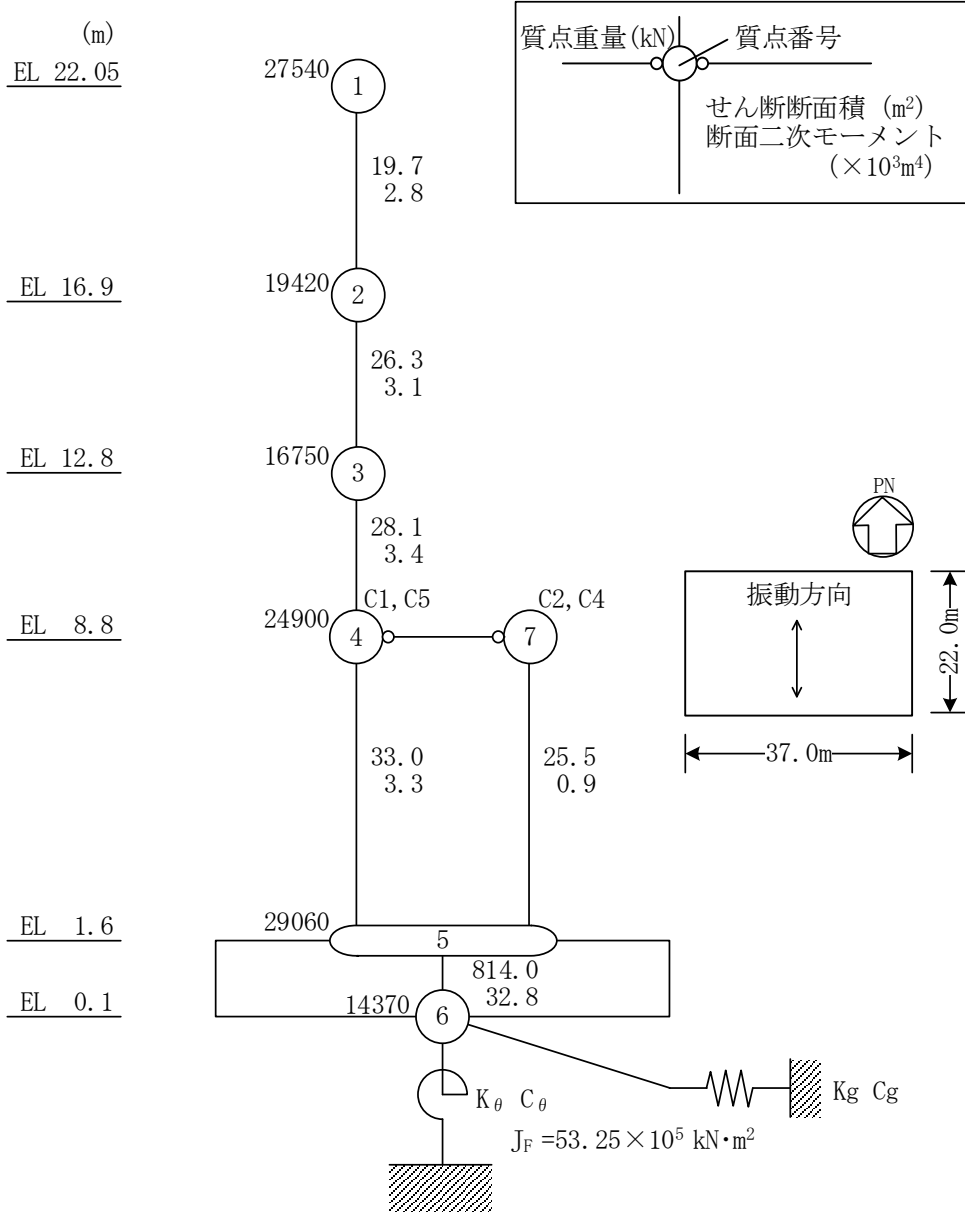 (m)
EL 22.05
EL 16.9
EL 12.8
EL 8.8
EL 1.6
EL 0.1
27540
1
19.7
2.8
19420
2
26.3
3.1
16750
3
28.1
3.4
24900
C1, C5
4
C2, C4
7
33.0
3.3
25.5
0.9
29060
5
814.0
32.8
14370
6
Kθ Cθ
Kg Cg
J_F =53.25×10⁵ kN・m²
質点重量(kN)
質点番号
せん断断面積 (m²)
断面二次モーメント
(×10³m⁴)
PN
振動方向
22.0m
37.0m